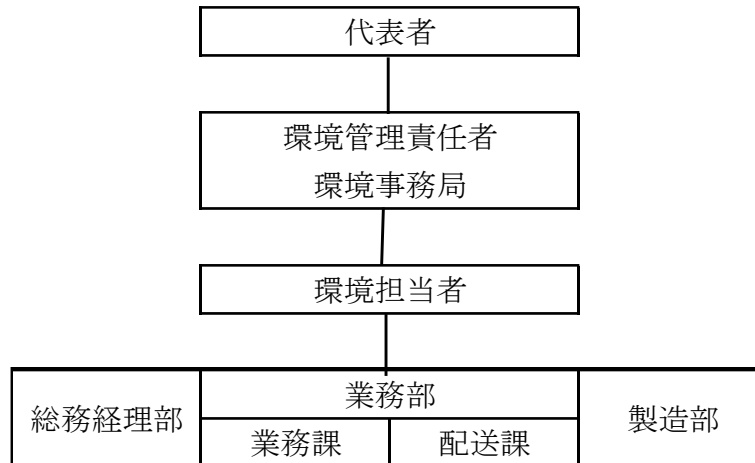 代表者
環境管理責任者
環境事務局
環境担当者
総務経理部
業務部
業務課
配送課
製造部